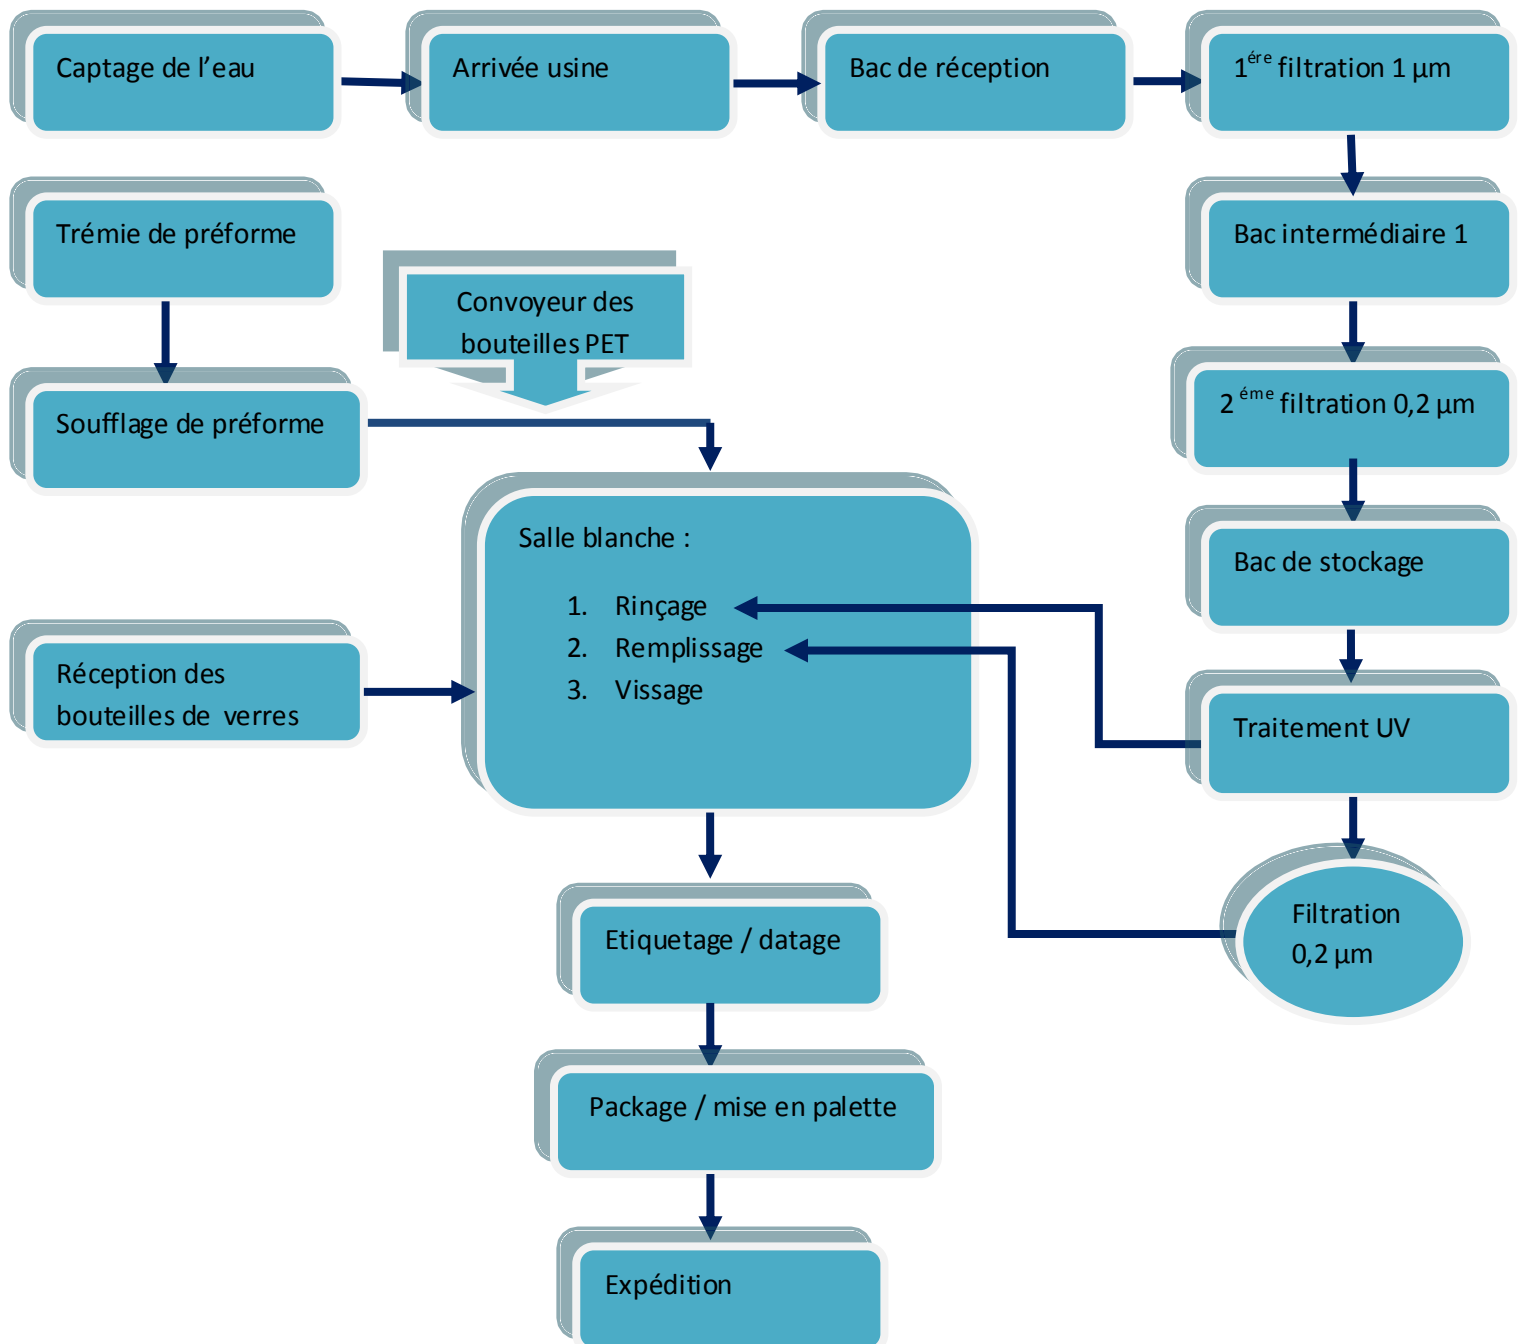 Captage de l’eau
Arrivée usine
Bac de réception
1ére filtration 1 µm
Trémie de préforme
Bac intermédiaire 1
Convoyeur des
bouteilles PET
Soufflage de préforme
2 éme filtration 0,2 µm
Salle blanche :
1. Rinçage
2. Remplissage
3. Vissage
Bac de stockage
Réception des
bouteilles de verres
Traitement UV
Filtration
0,2 µm
Etiquetage / datage
Package / mise en palette
Expédition